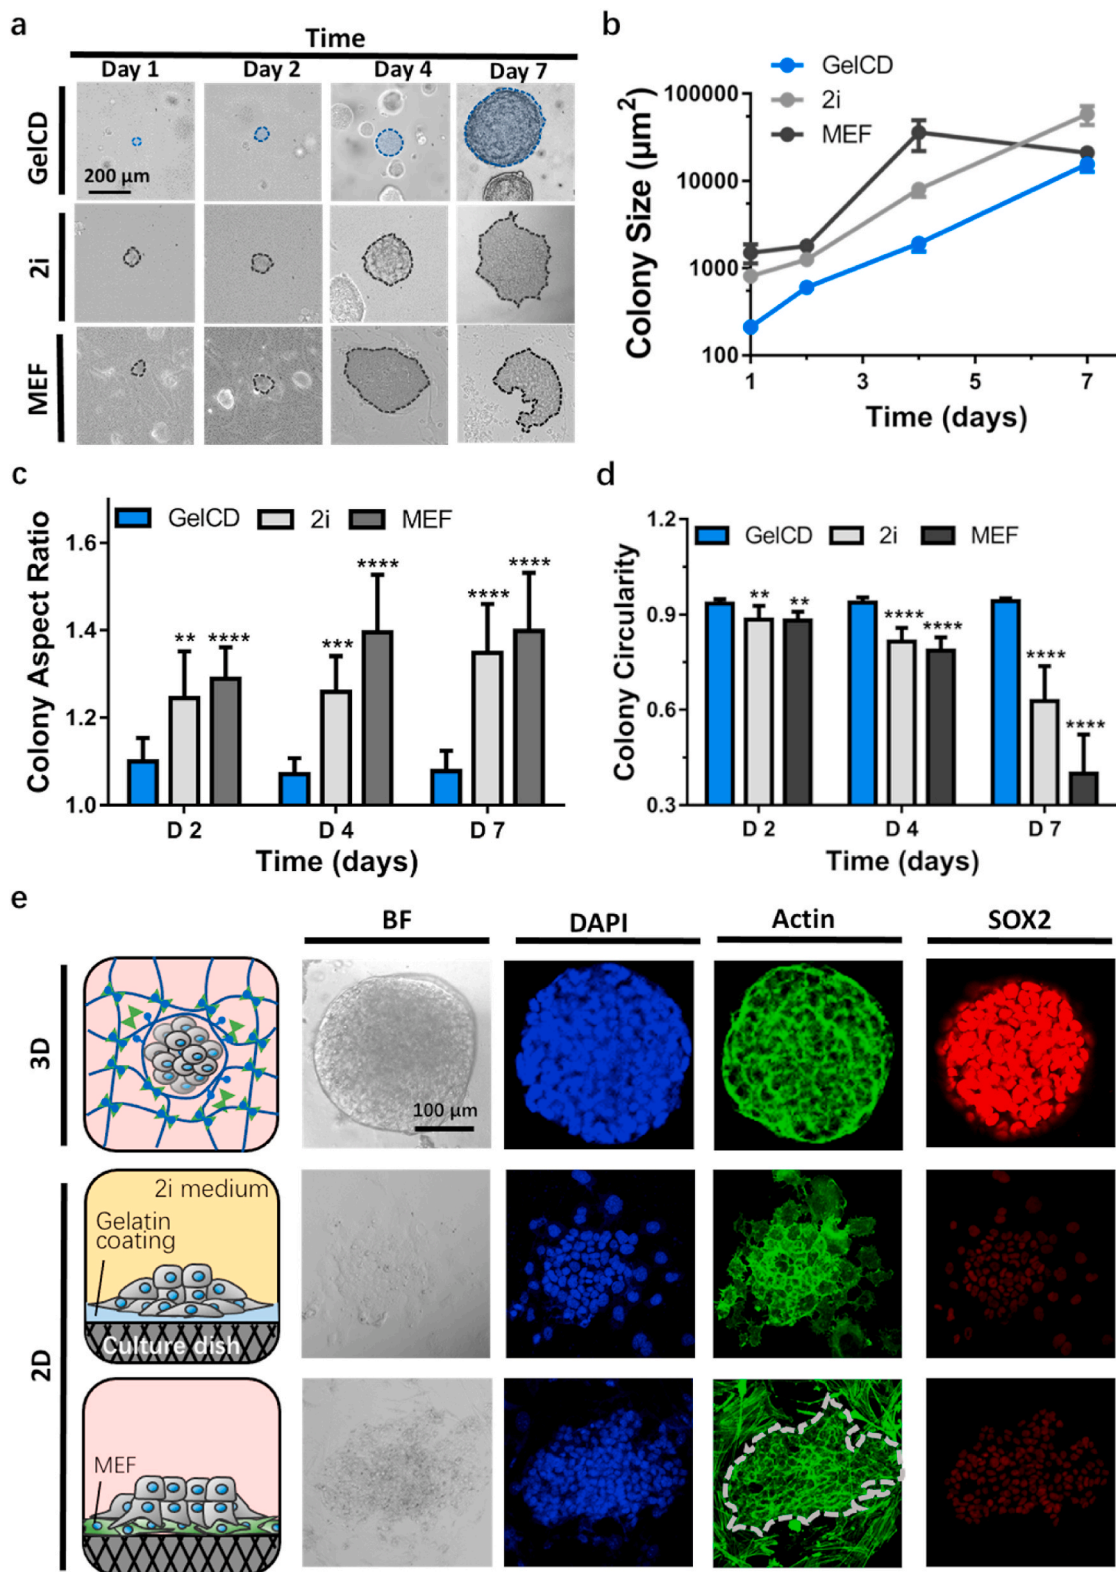 a
Time
Day 1 Day 2 Day 4 Day 7
GelCD
200 µm
2i
MEF
b
GelCD
2i
MEF
Colony Size (µm²)
100000
10000
1000
100
1 3 5 7
Time (days)
c
GelCD 2i MEF
Colony Aspect Ratio
1.6
1.4
1.2
1.0
** **** *** **** **** ****
D 2 D 4 D 7
Time (days)
d
GelCD 2i MEF
Colony Circularity
1.2
0.9
0.6
0.3
** ** **** **** **** ****
D 2 D 4 D 7
Time (days)
e
BF DAPI Actin SOX2
3D
100 µm
2D
2i medium
Gelatin
coating
Culture dish
MEF